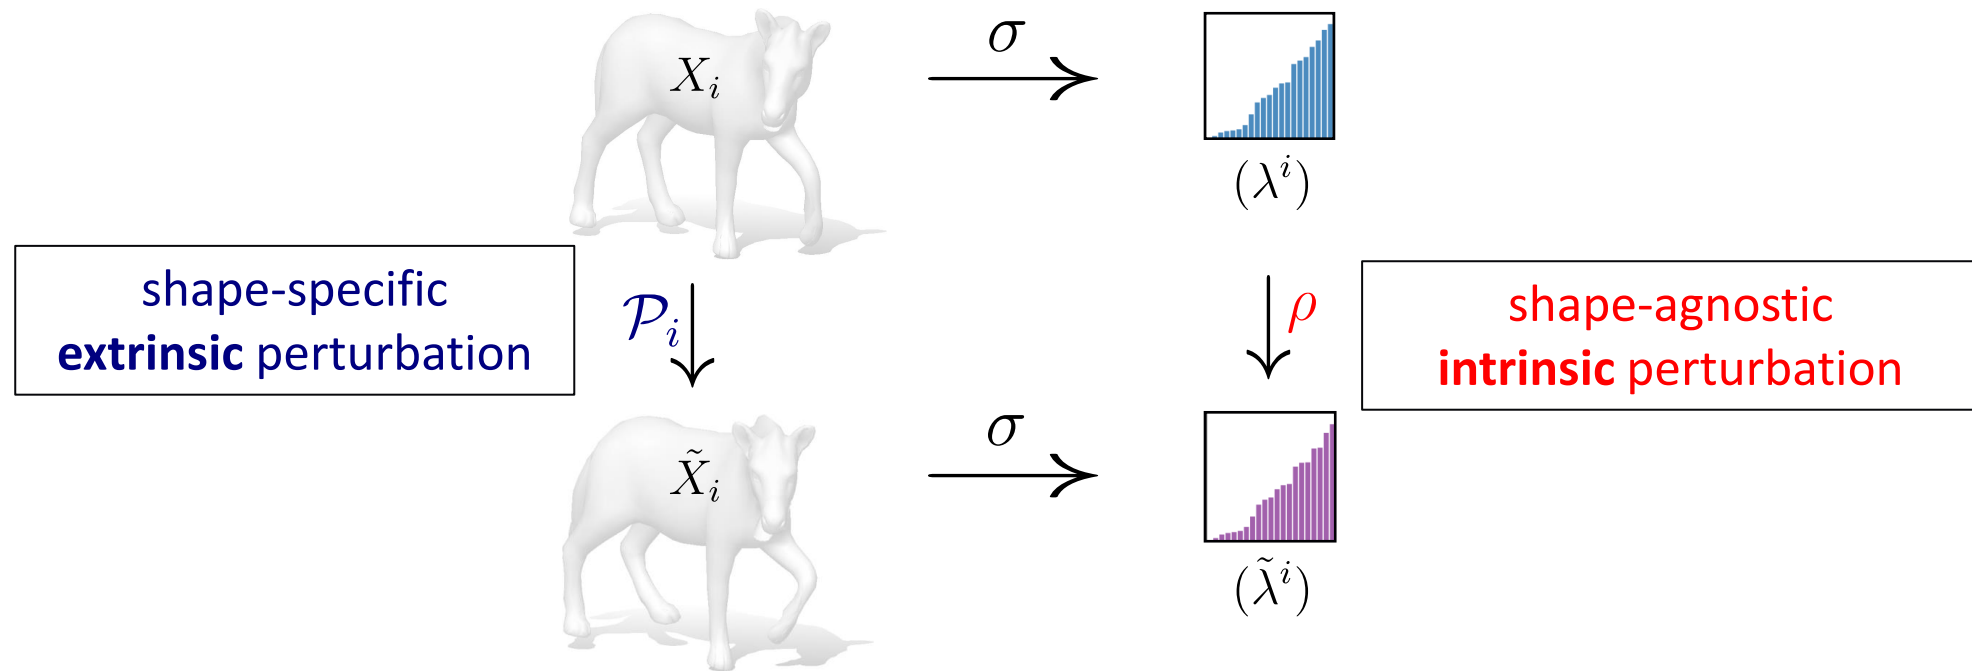 X_i
σ
(λ^i)
shape-specific
extrinsic perturbation
𝒫_i
ρ
shape-agnostic
intrinsic perturbation
X̃_i
σ
(λ̃^i)